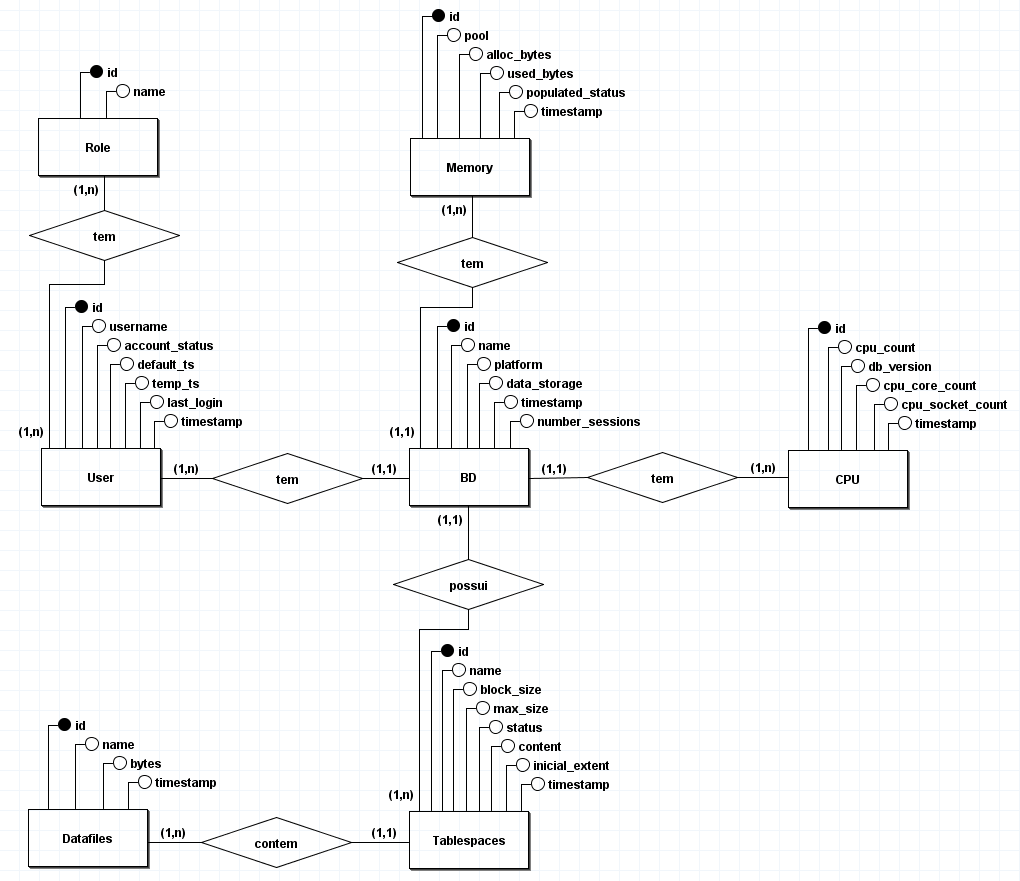 id
pool
alloc_bytes
used_bytes
populated_status
timestamp
Memory
(1,n)
tem
id
name
Role
(1,n)
tem
id
username
account_status
default_ts
temp_ts
last_login
timestamp
(1,n)
User
(1,n)
tem
(1,1)
id
name
platform
data_storage
timestamp
number_sessions
(1,1)
BD
(1,1)
tem
(1,n)
id
cpu_count
db_version
cpu_core_count
cpu_socket_count
timestamp
CPU
(1,1)
possui
id
name
block_size
max_size
status
content
inicial_extent
timestamp
(1,n)
Tablespaces
id
name
bytes
timestamp
Datafiles
(1,n)
contem
(1,1)